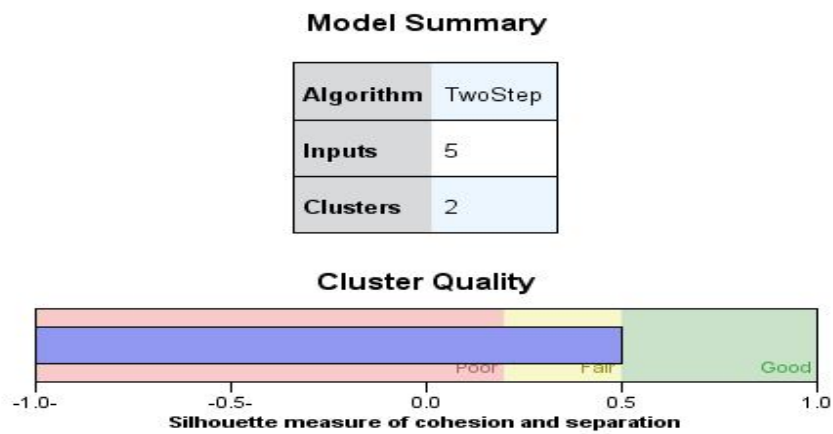 Model Summary
Algorithm TwoStep
Inputs 5
Clusters 2
Cluster Quality
Poor Fair Good
-1.0- -0.5- 0.0 0.5 1.0
Silhouette measure of cohesion and separation